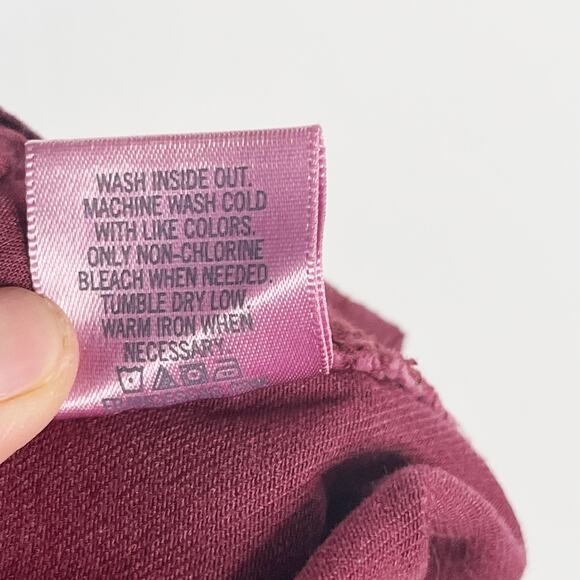 WASH INSIDE OUT.
MACHINE WASH COLD
WITH LIKE COLORS.
ONLY NON-CHLORINE
BLEACH WHEN NEEDED
TUMBLE DRY LOW.
WARM IRON WHEN
NECESSARY.